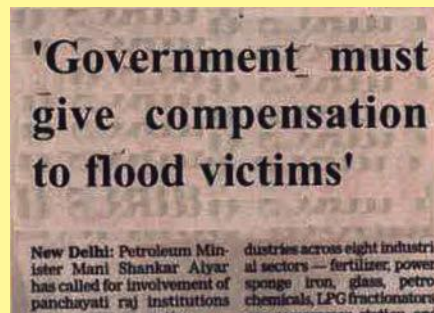 'Government must
give compensation
to flood victims'
New Delhi: Petroleum Min-
ister Mani Shankar Aiyar
has called for involvement of
panchayati raj institutions
dustries across eight industri-
al sectors — fertilizer, power,
sponge iron, glass, petro
chemicals, LPG fractionators